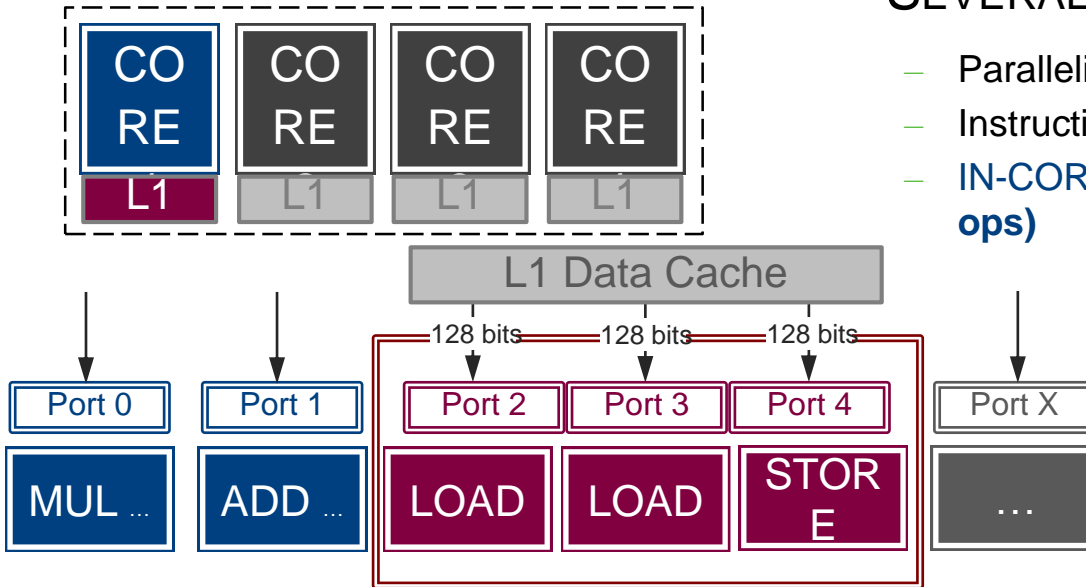 SEVERAL
– Paralleli
– Instructi
– IN-COR
ops)
CO CO CO CO
RE RE RE RE
L1 L1 L1 L1
L1 Data Cache
128 bits 128 bits 128 bits
Port 0 Port 1 Port 2 Port 3 Port 4 Port X
MUL ... ADD ... LOAD LOAD STOR
E
...